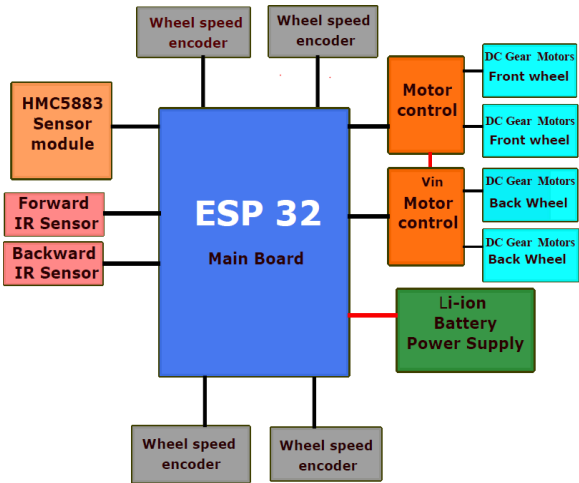 Wheel speed
encoder
Wheel speed
encoder
HMC5883
Sensor
module
Motor
control
DC Gear Motors
Front wheel
DC Gear Motors
Front wheel
Forward
IR Sensor
Backward
IR Sensor
ESP 32
Main Board
Vin
Motor
control
DC Gear Motors
Back Wheel
DC Gear Motors
Back Wheel
Li-ion
Battery
Power Supply
Wheel speed
encoder
Wheel speed
encoder